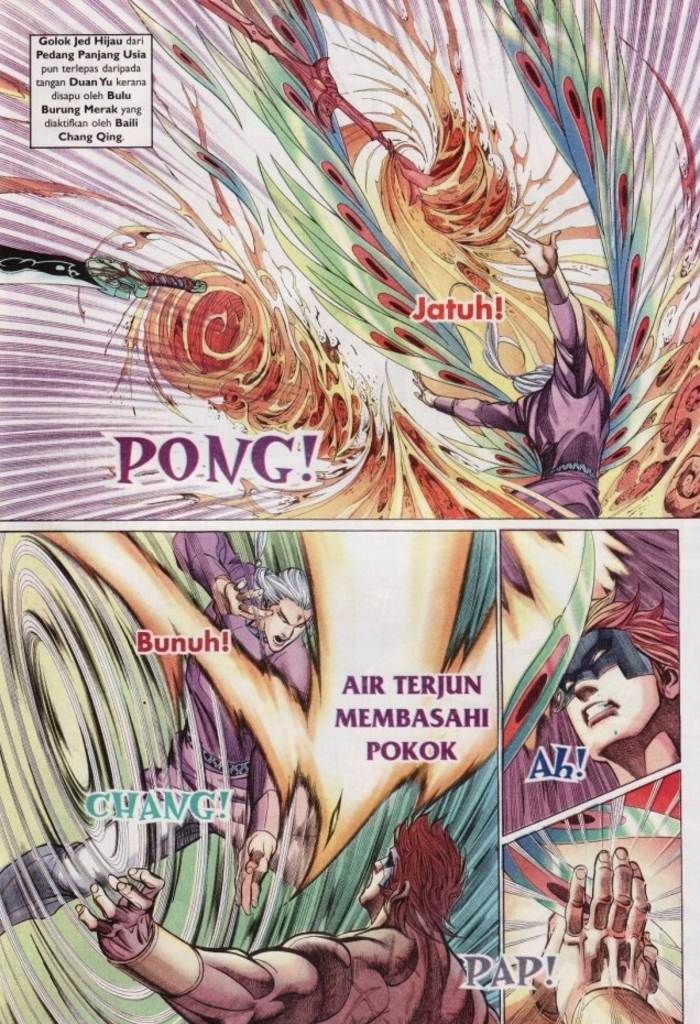 Golok Jed Hijau dari
Pedang Panjang Usia
pun terlepas daripada
tangan Duan Yu kerana
disapu oleh Bulu
Burung Merak yang
diaktifkan oleh Baili
Chang Qing.
Jatuh!
PONG!
Bunuh!
AIR TERJUN
MEMBASAHI
POKOK
CHANG!
Ah!
PAP!